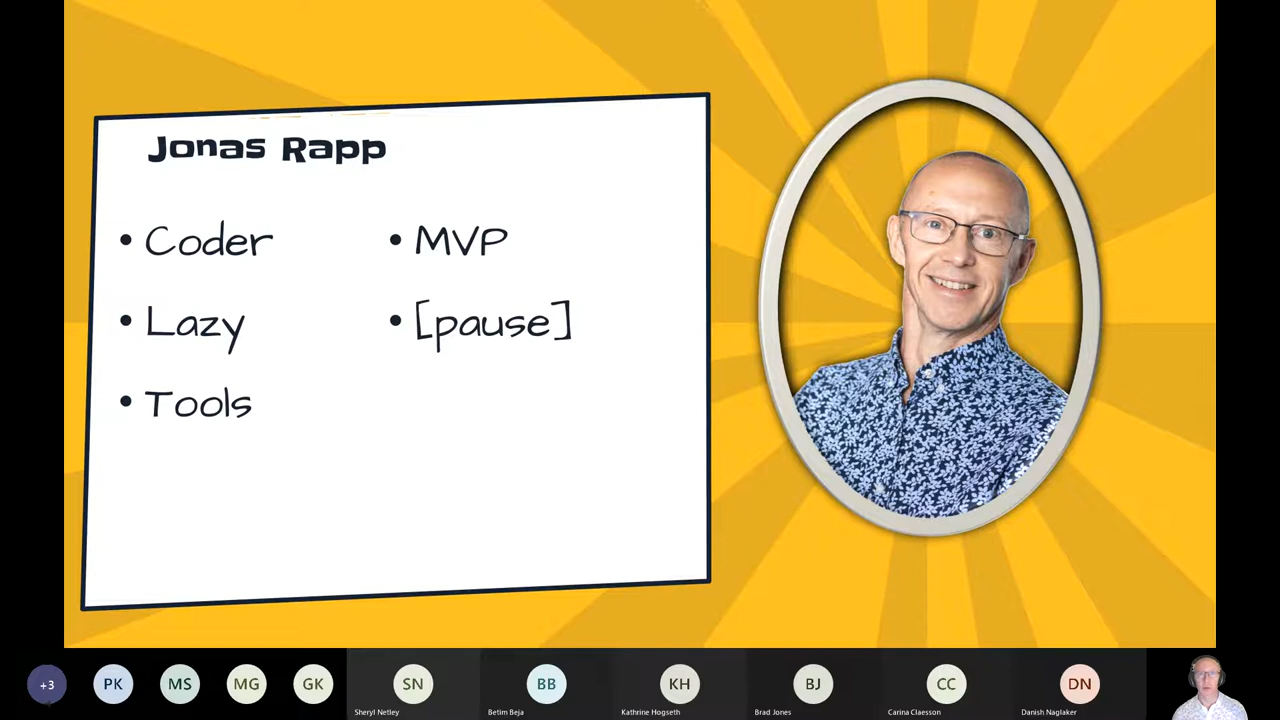 Jonas Rapp
• Coder
• Lazy
• Tools
• MVP
• [pause]
+3
PK
MS
MG
GK
SN
Sheryl Netley
BB
Betim Beja
KH
Kathrine Hogseth
BJ
Brad Jones
CC
Carina Claesson
DN
Danish Naglaker